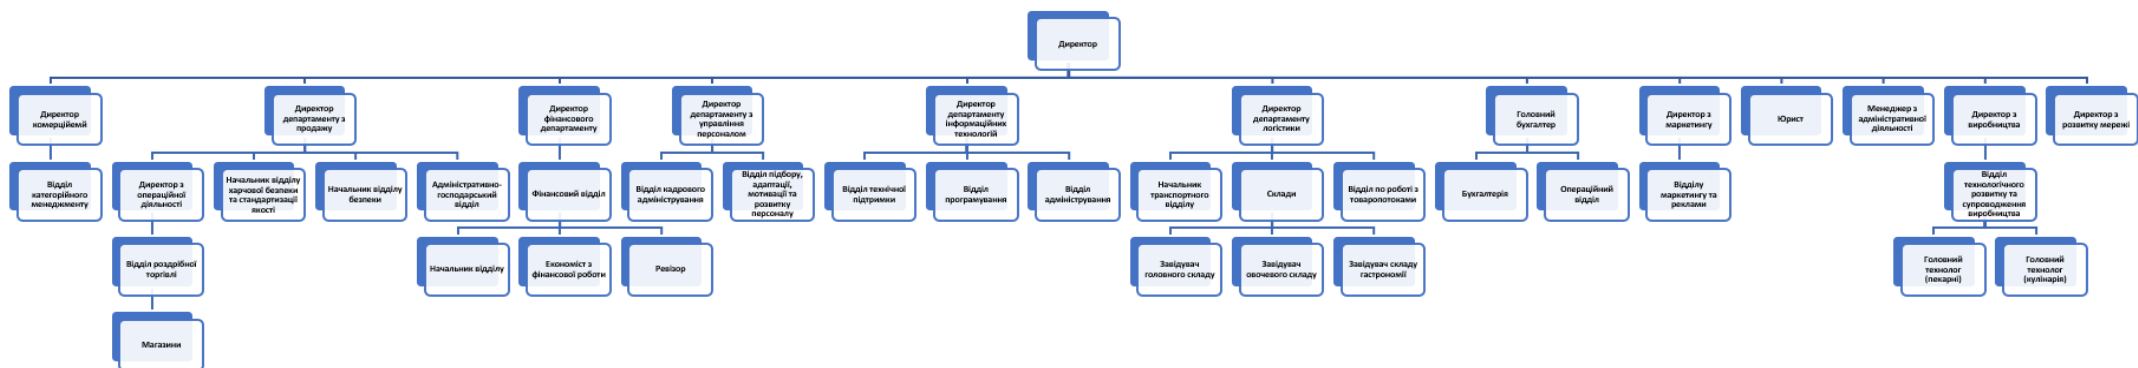 Директор
Директор
комерційемй
Директор
департаменту з
продажу
Директор
фінансового
департаменту
Директор
департаменту з
управління
персоналом
Директор
департаменту
інформаційних
технологій
Директор
департаменту
логістики
Головний
бухгалтер
Директор з
маркетингу
Юрист
Менеджер з
адміністративної
діяльності
Директор з
виробництва
Директор з
розвитку мережі
Відділ
категорійного
менеджменту
Директор з
операційної
діяльності
Начальник відділу
харчової безпеки
та стандартизації
якості
Начальник відділу
безпеки
Адміністративно-
господарський
відділ
Фінансовий відділ
Відділ кадрового
адміністрування
Відділ підбору,
адаптації,
мотивації та
розвитку
персоналу
Відділ технічної
підтримки
Відділ
програмування
Відділ
адміністрування
Начальник
транспортного
відділу
Склади
Відділ по роботі з
товаропотоками
Бухгалтерія
Операційний
відділ
Відділу
маркетингу та
реклами
Відділ
технологічного
розвитку та
супроводження
виробництва
Відділ роздрібної
торгівлі
Начальник відділу
Економіст з
фінансової роботи
Ревізор
Завідувач
головного складу
Завідувач
овочевого складу
Завідувач складу
гастрономії
Головний
технолог
(пекарні)
Головний
технолог
(кулінарія)
Магазини